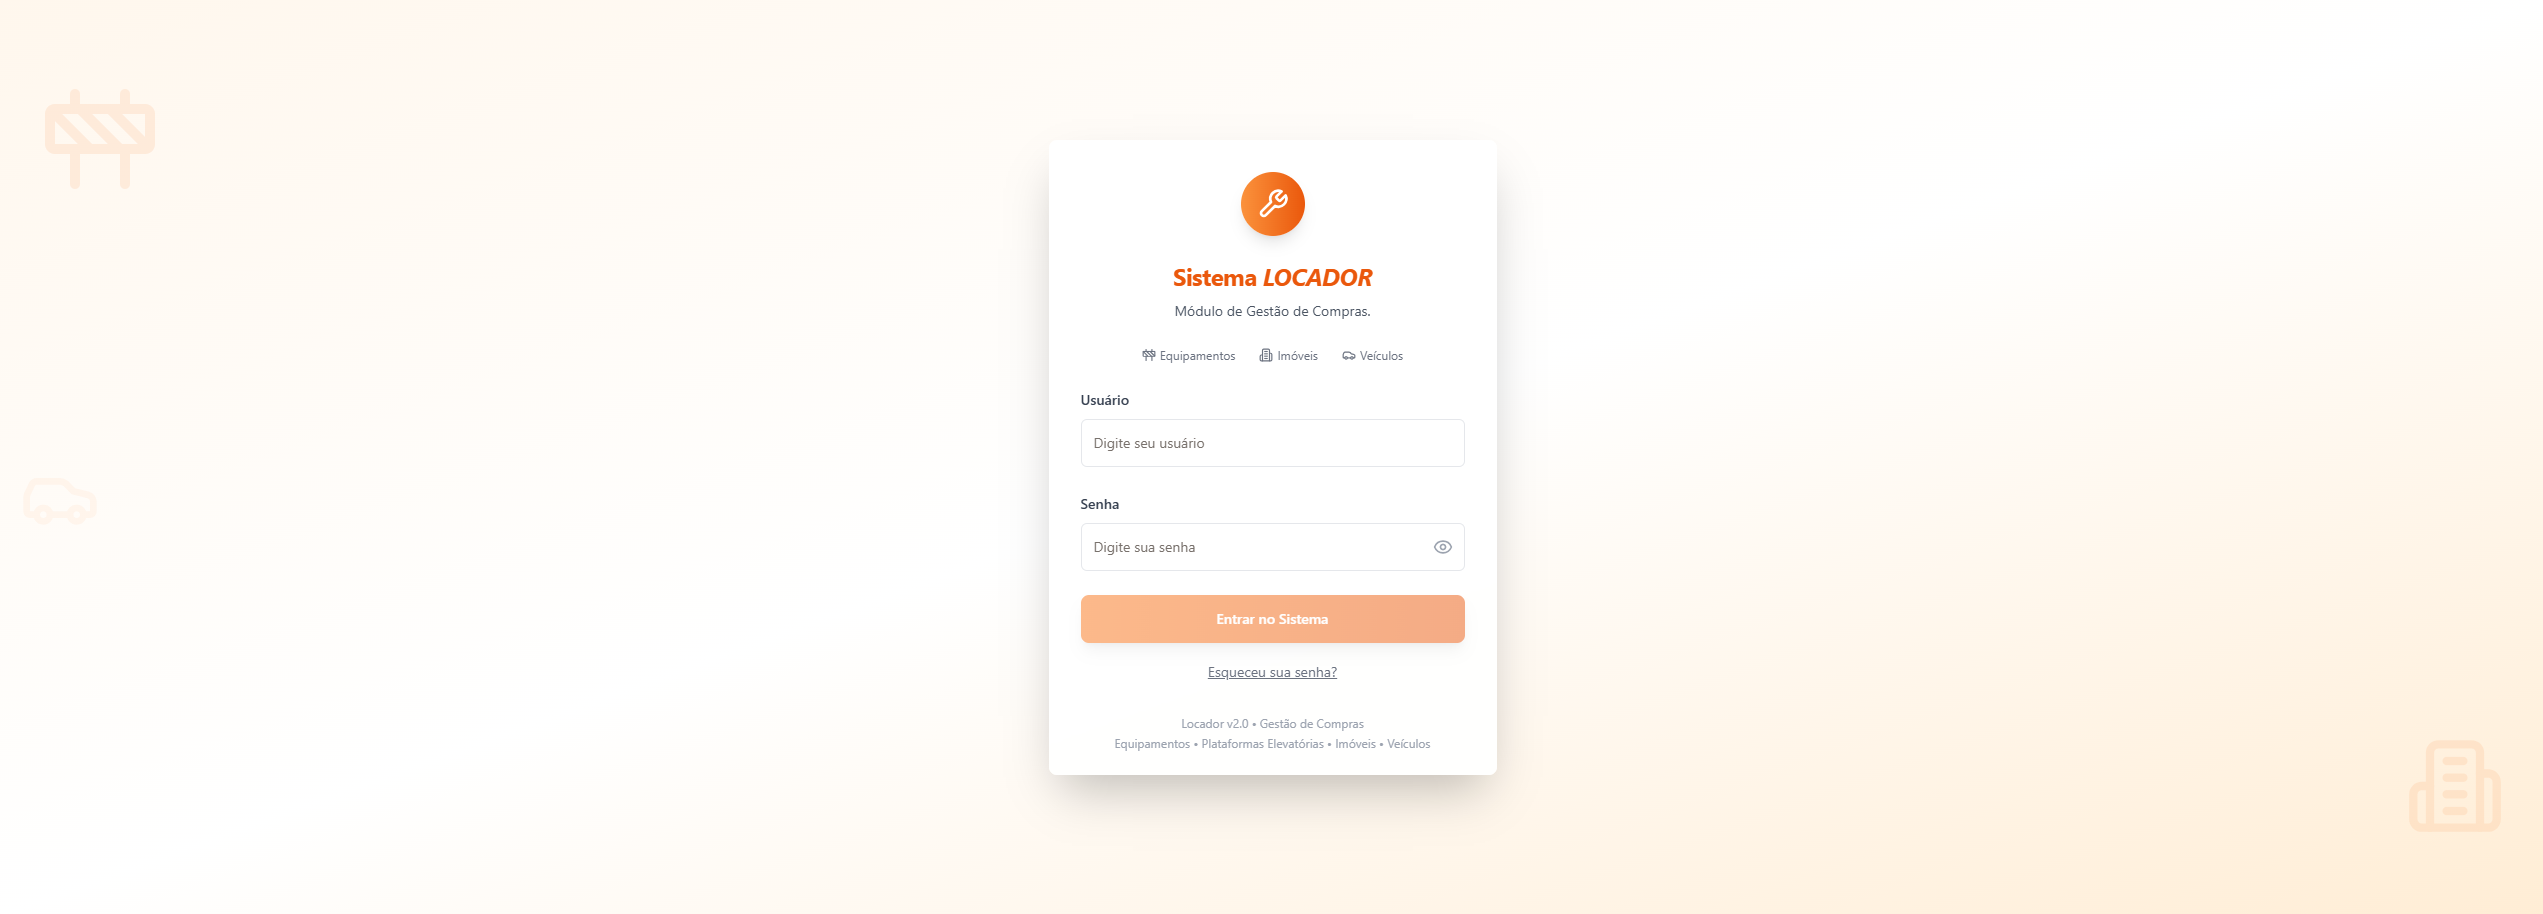 Sistema LOCADOR
Módulo de Gestão de Compras.
Equipamentos Imóveis Veículos
Usuário
Digite seu usuário
Senha
Digite sua senha
Entrar no Sistema
Esqueceu sua senha?
Locador v2.0 • Gestão de Compras
Equipamentos • Plataformas Elevatórias • Imóveis • Veículos